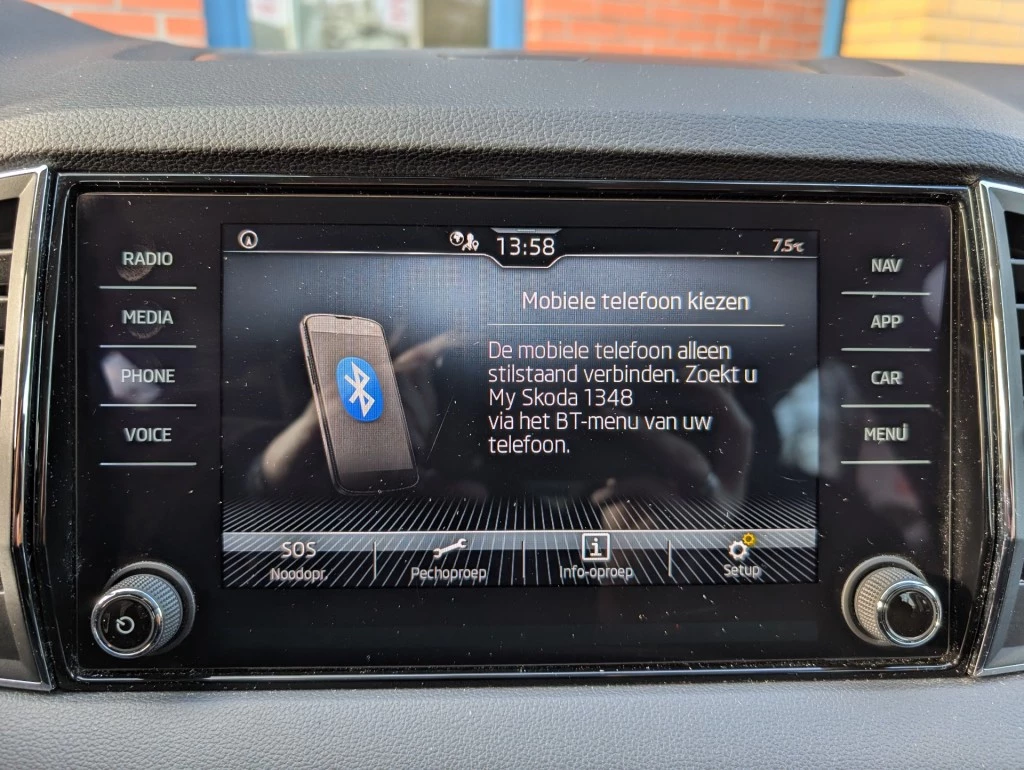 13:58
7.5°C
RADIO
MEDIA
PHONE
VOICE
Mobiele telefoon kiezen
De mobiele telefoon alleen
stilstaand verbinden. Zoekt u
My Skoda 1348
via het BT-menu van uw
telefoon.
NAV
APP
CAR
MENU
SOS
Noodopr.
Pechoproep
i
Info-oproep
Setup